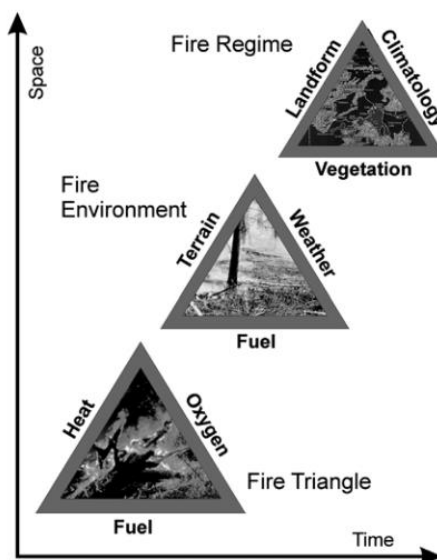 Fire Regime
Space
Landform
Climatology
Vegetation
Fire
Environment
Terrain
Weather
Fuel
Heat
Oxygen
Fire Triangle
Fuel
Time